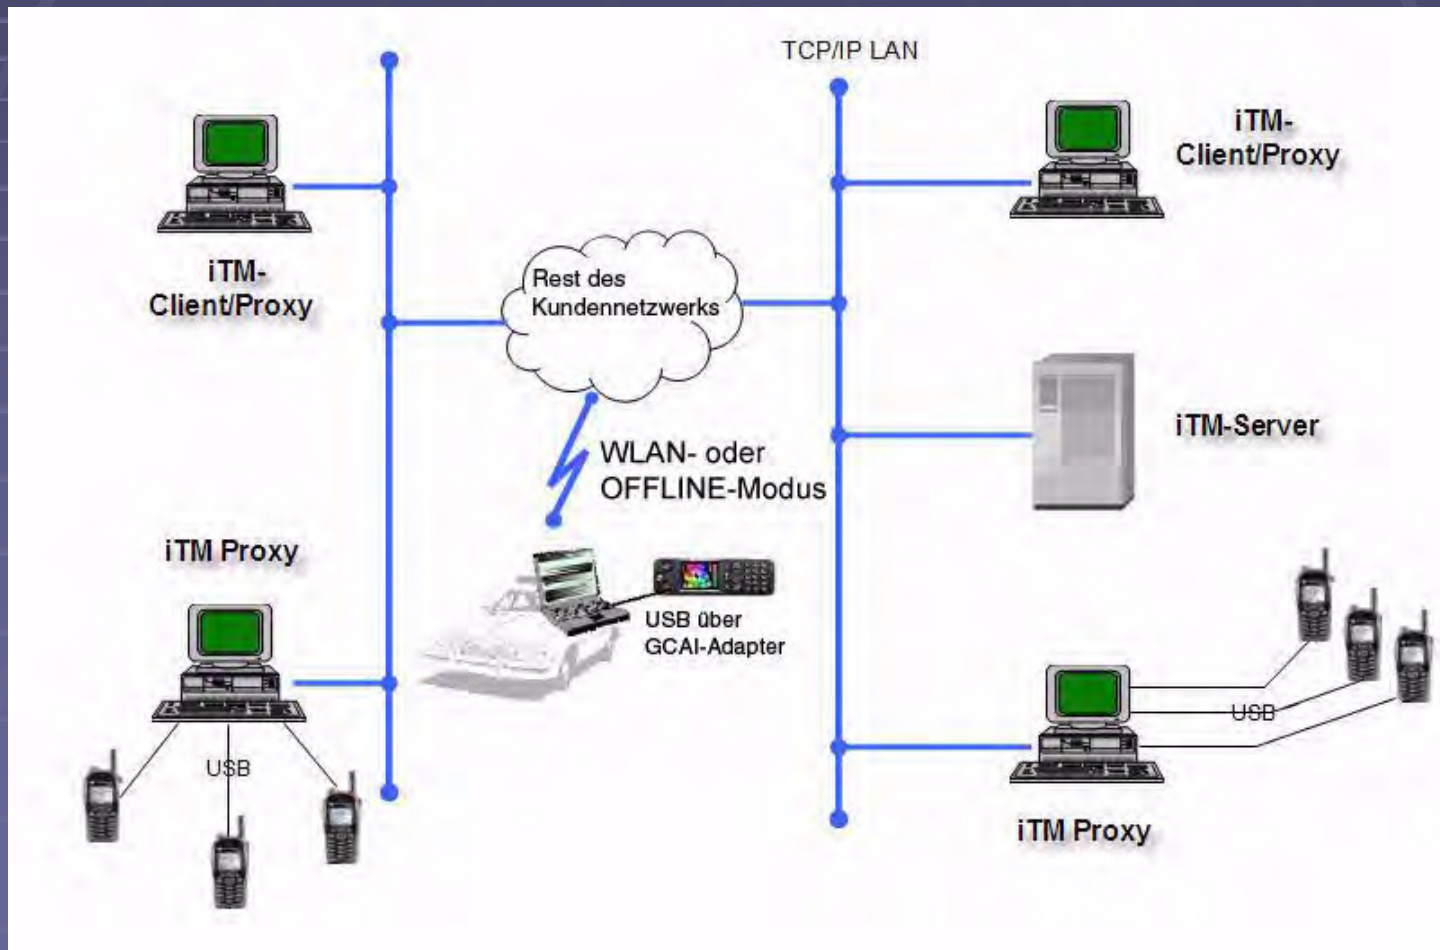 TCP/IP LAN
iTM-
Client/Proxy
iTM-
Client/Proxy
Rest des
Kundennetzwerks
iTM-Server
WLAN- oder
OFFLINE-Modus
iTM Proxy
USB über
GCAI-Adapter
USB
USB
iTM Proxy